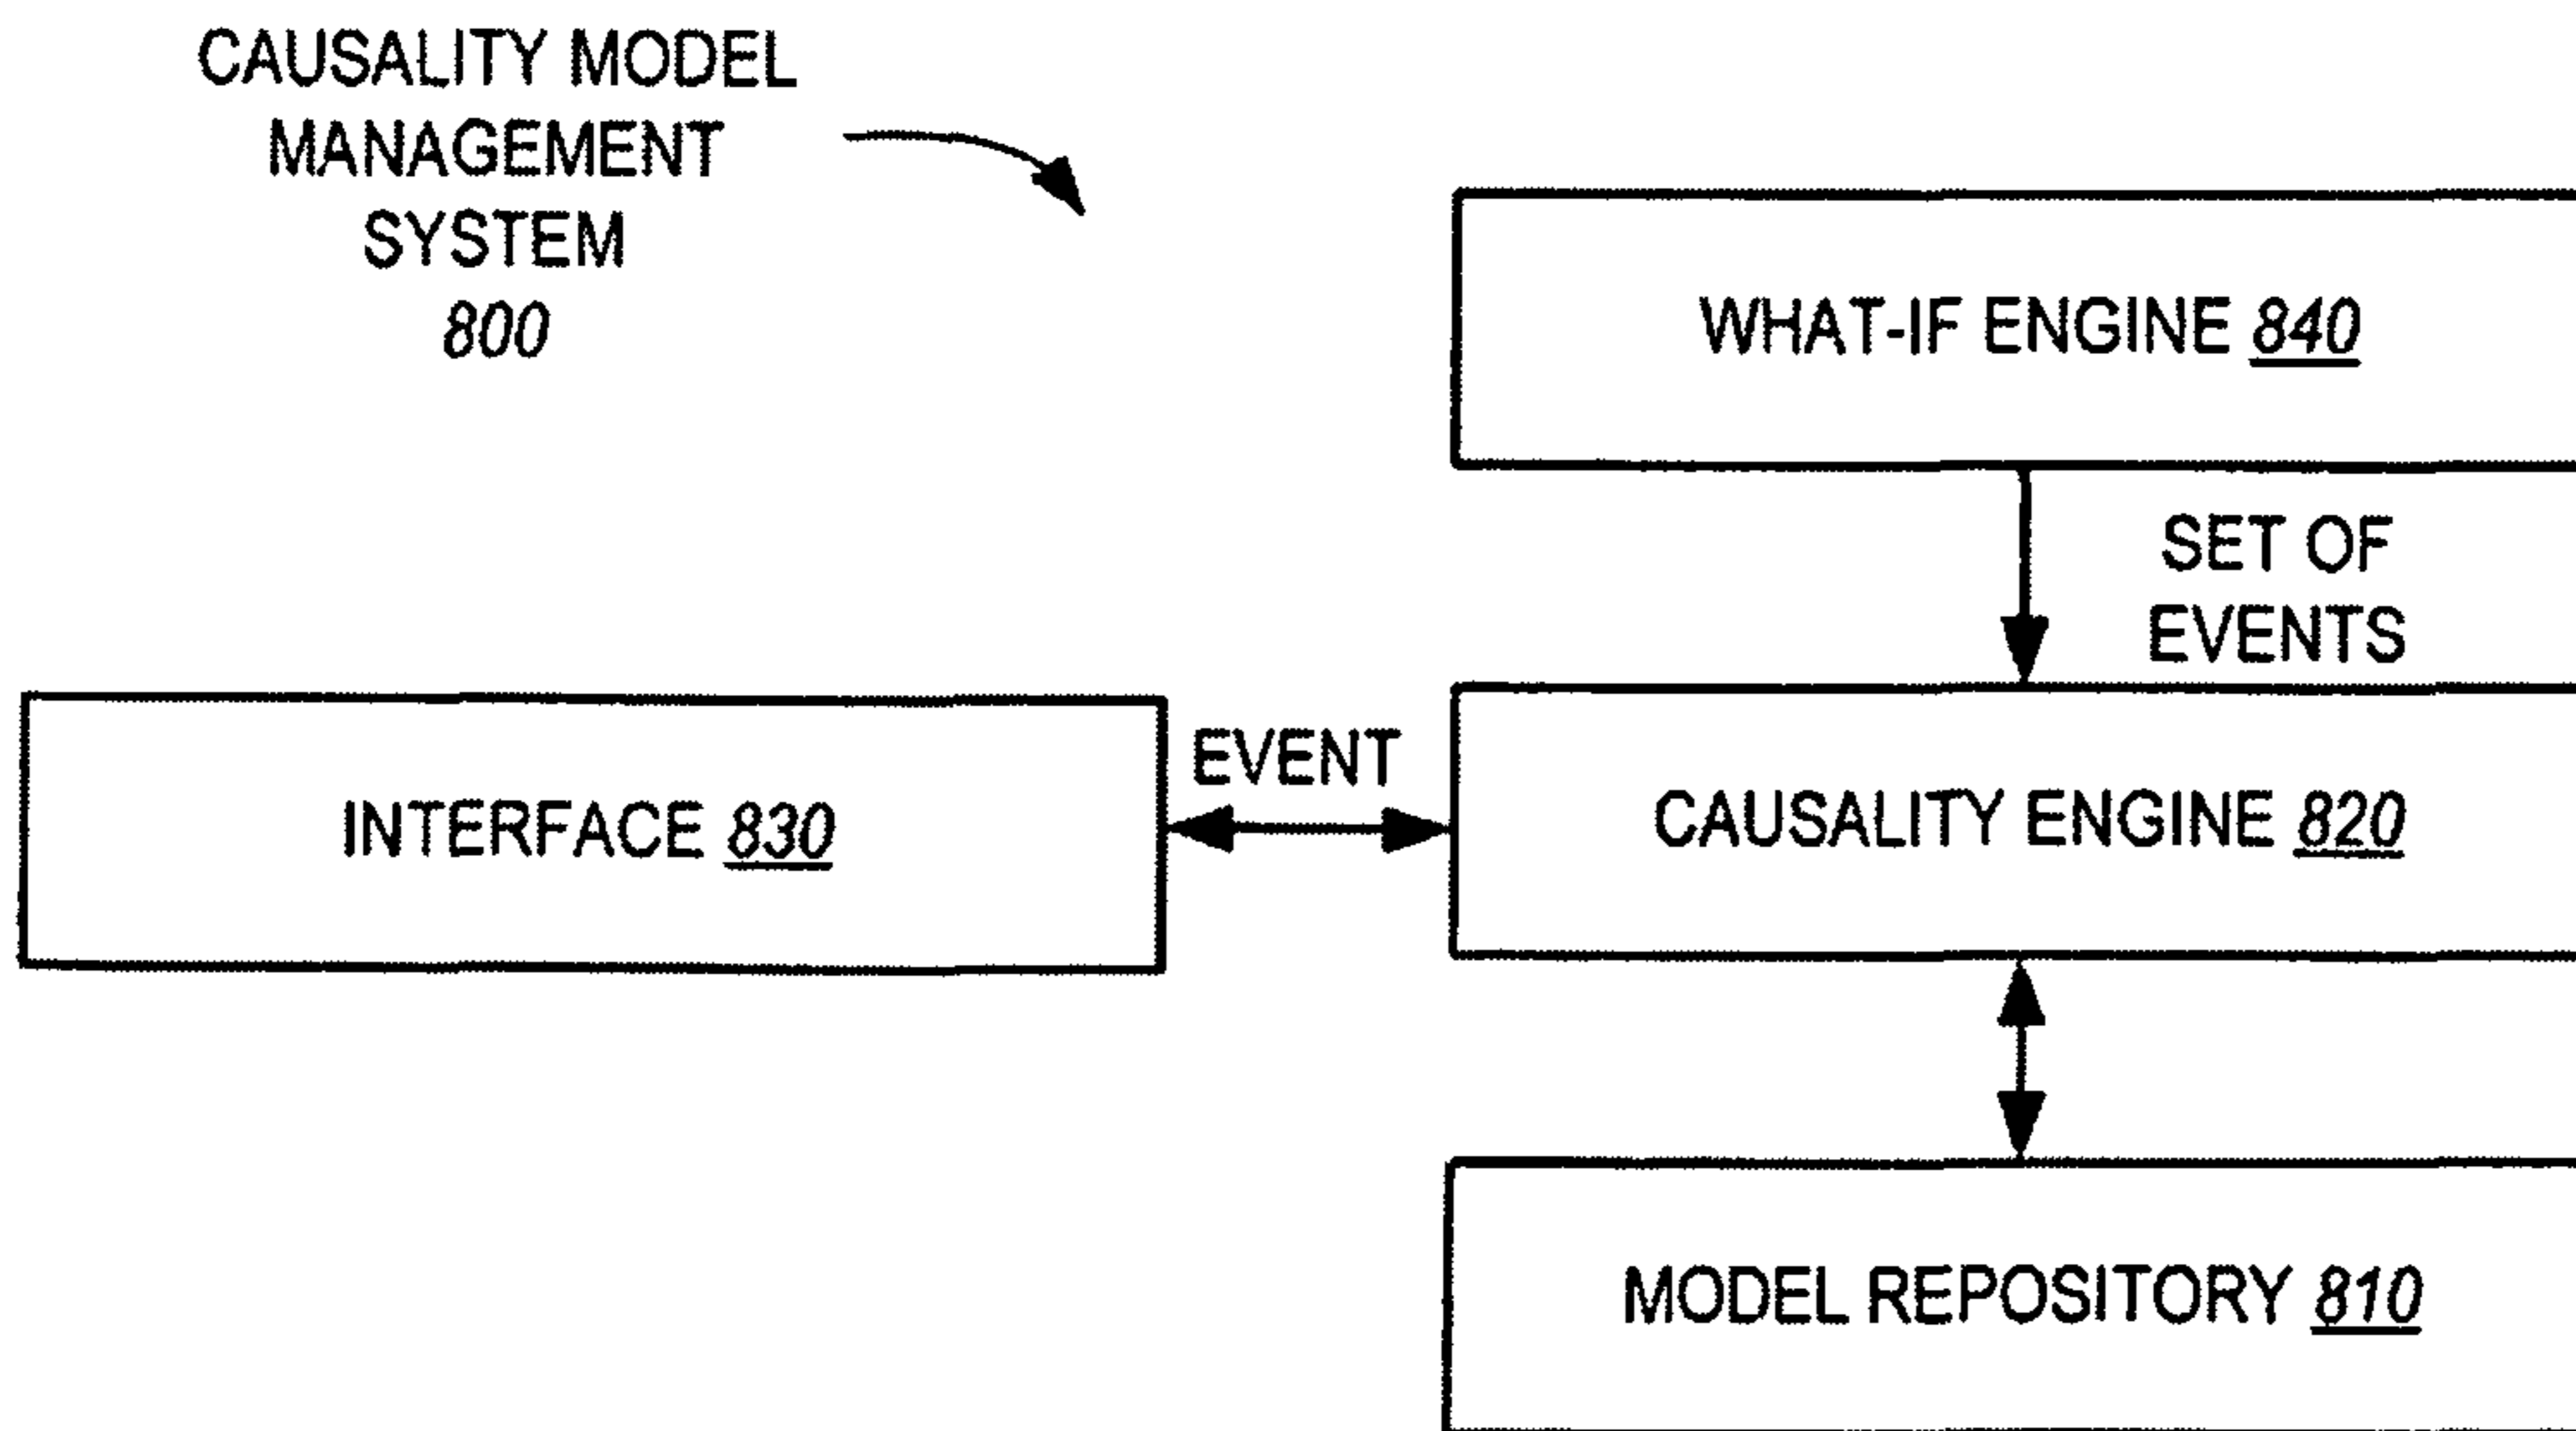 CAUSALITY MODEL
MANAGEMENT
SYSTEM
800
WHAT-IF ENGINE 840
SET OF
EVENTS
EVENT
INTERFACE 830
CAUSALITY ENGINE 820
MODEL REPOSITORY 810